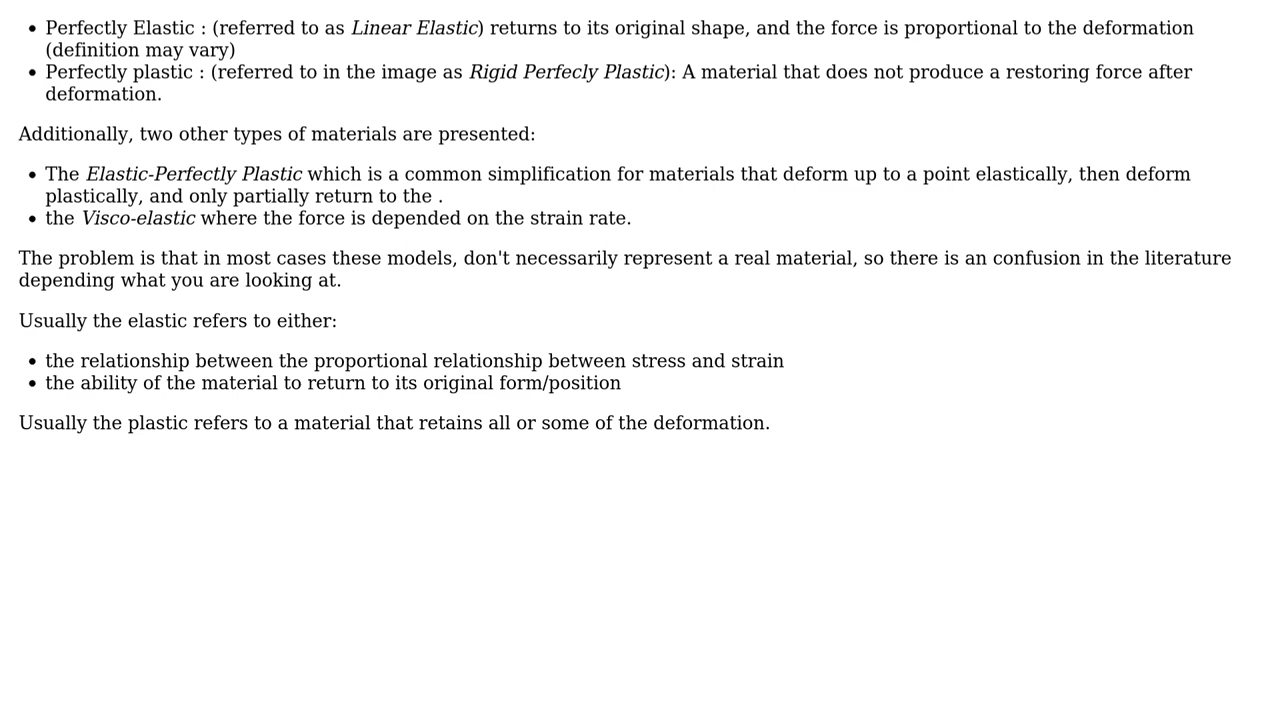 • Perfectly Elastic : (referred to as Linear Elastic) returns to its original shape, and the force is proportional to the deformation
(definition may vary)
• Perfectly plastic : (referred to in the image as Rigid Perfecly Plastic): A material that does not produce a restoring force after
deformation.
Additionally, two other types of materials are presented:
• The Elastic-Perfectly Plastic which is a common simplification for materials that deform up to a point elastically, then deform
plastically, and only partially return to the .
• the Visco-elastic where the force is depended on the strain rate.
The problem is that in most cases these models, don't necessarily represent a real material, so there is an confusion in the literature
depending what you are looking at.
Usually the elastic refers to either:
• the relationship between the proportional relationship between stress and strain
• the ability of the material to return to its original form/position
Usually the plastic refers to a material that retains all or some of the deformation.